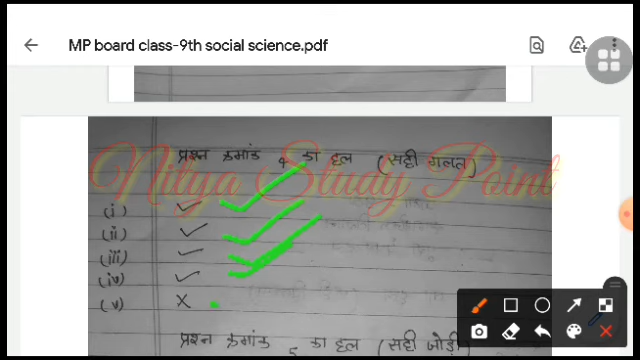 MP board class-9th social science.pdf
प्रश्न क्रमांक 4 का हल (सही गलत)
Nitya Study Point
(i) ✓
(ii) ✓
(iii) ✓
(iv) ✓
(v) X
प्रश्न क्रमांक 5 का हल (सही जोड़ी)